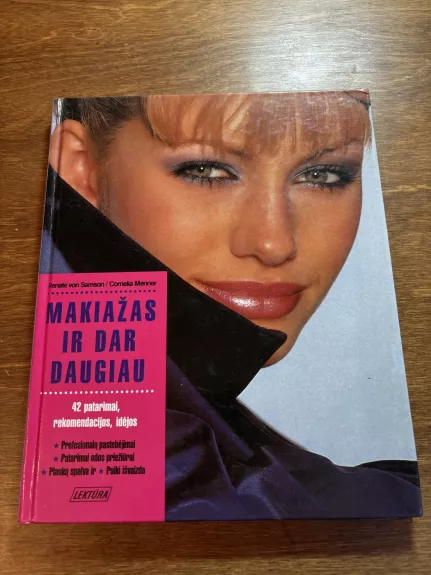 Renate von Samson / Cornelia Menner
MAKIAŽAS
IR DAR
DAUGIAU
42 patarimai,
rekomendacijos, idėjos
★ Profesionalų pastebėjimai
★ Patarimai odos priežiūrai
★ Plaukų spalva ir ★ Puiki išvaizda
LEKTŪRA